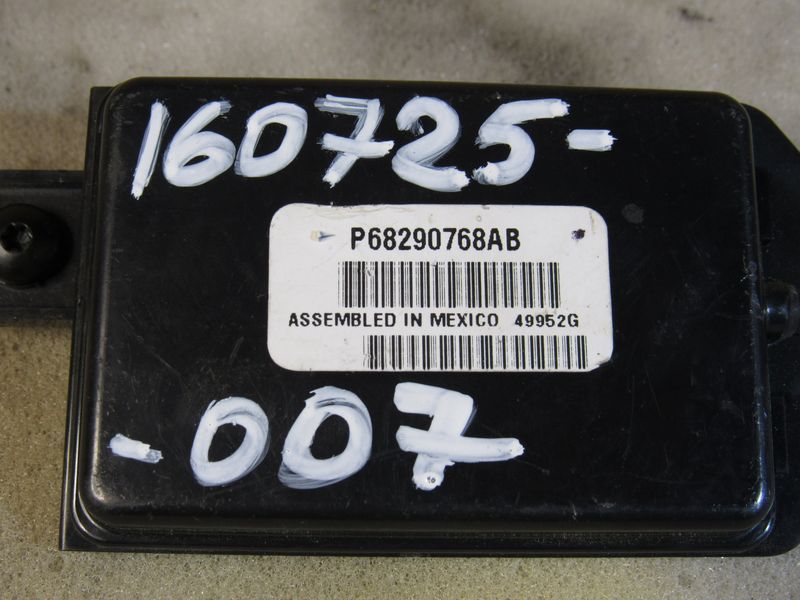 160725-
P68290768AB
ASSEMBLED IN MEXICO 49952G
-007